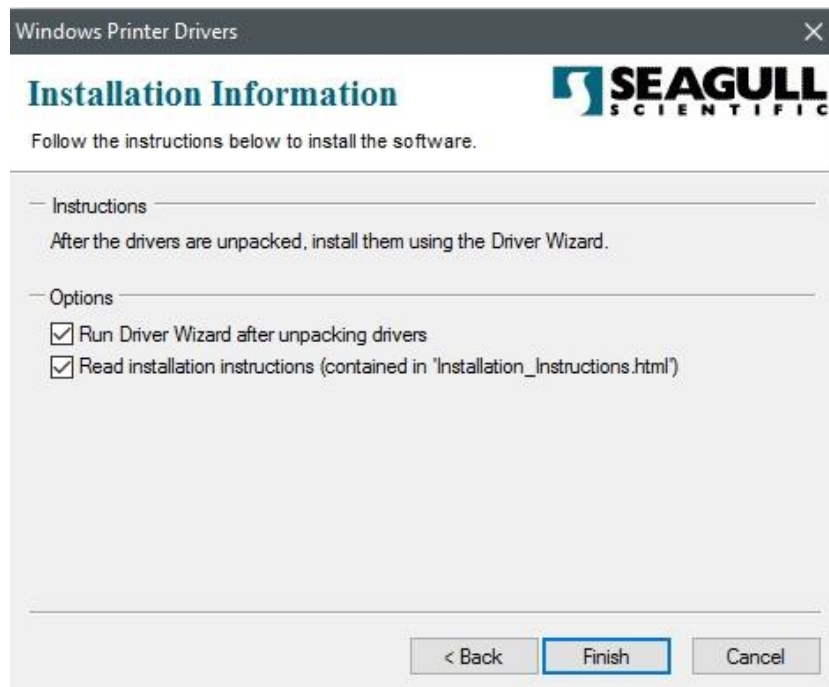 Windows Printer Drivers
Installation Information
SEAGULL
SCIENTIFIC
Follow the instructions below to install the software.
Instructions
After the drivers are unpacked, install them using the Driver Wizard.
Options
Run Driver Wizard after unpacking drivers
Read installation instructions (contained in 'Installation_Instructions.html')
< Back
Finish
Cancel